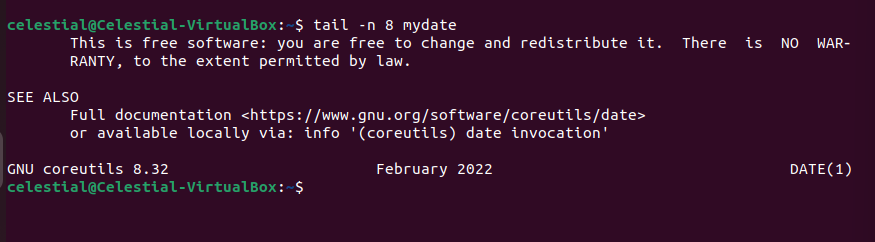 celestial@Celestial-VirtualBox:~$ tail -n 8 mydate
This is free software: you are free to change and redistribute it. There is NO WAR-
RANTY, to the extent permitted by law.
SEE ALSO
Full documentation <https://www.gnu.org/software/coreutils/date>
or available locally via: info '(coreutils) date invocation'
GNU coreutils 8.32 February 2022 DATE(1)
celestial@Celestial-VirtualBox:~$